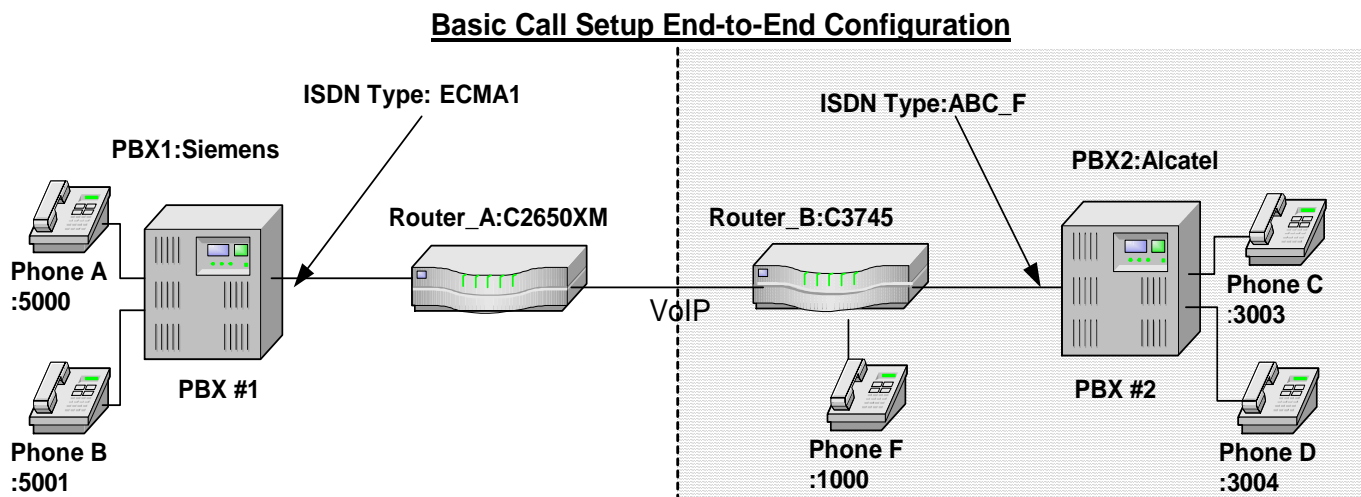 Basic Call Setup End-to-End Configuration
ISDN Type: ECMA1
ISDN Type:ABC_F
PBX1:Siemens
PBX2:Alcatel
Router_A:C2650XM
Router_B:C3745
Phone A
:5000
VoIP
Phone C
:3003
PBX #1
PBX #2
Phone B
:5001
Phone F
:1000
Phone D
:3004